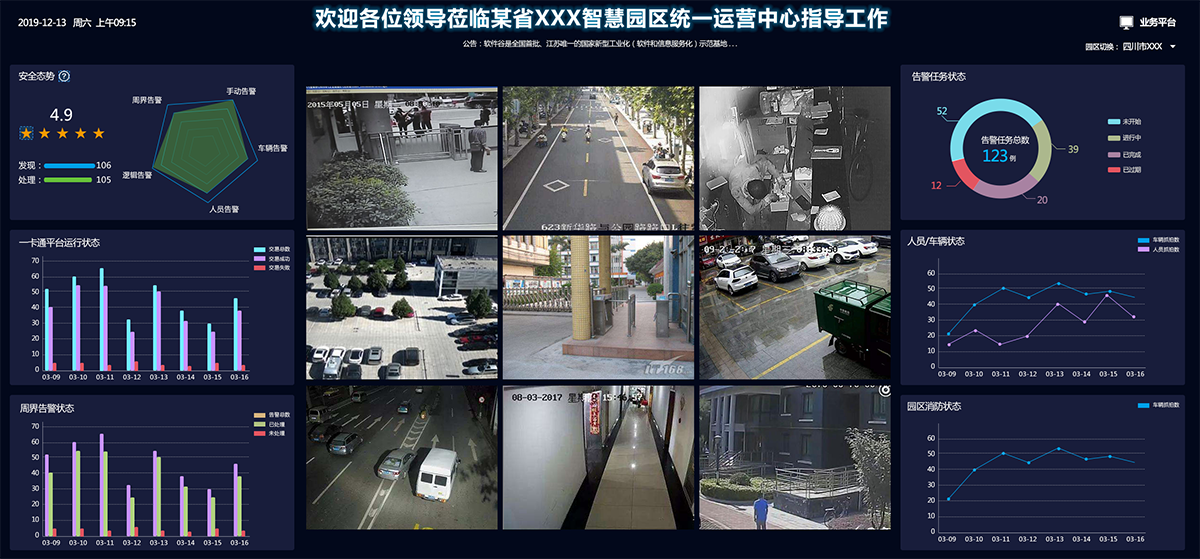 2019-12-13 周六 上午09:15
欢迎各位领导莅临某省XXX智慧园区统一运营中心指导工作
业务平台
公告：软件谷是全国首批、江苏唯一的国家新型工业化（软件和信息服务化）示范基地...
园区切换： 四川市XXX
安全态势 ?
4.9
发现： 106
处理： 105
手动告警
周界告警
车辆告警
逻辑告警
人员告警
一卡通平台运行状态
交易总数
交易成功
交易失败
70
60
50
40
30
20
10
0
03-09 03-10 03-11 03-12 03-13 03-14 03-15 03-16
周界告警状态
告警总数
已处理
未处理
70
60
50
40
30
20
10
0
03-09 03-10 03-11 03-12 03-13 03-14 03-15 03-16
2015年05月05日 星期
08-03-2017 星期 15:46:57
告警任务状态
52
39
20
12
告警任务总数
123 例
未开始
进行中
已完成
已过期
人员/车辆状态
车辆抓拍数
人员抓拍数
60
50
40
30
20
10
0
03-09 03-10 03-11 03-12 03-13 03-14 03-15 03-16
园区消防状态
车辆抓拍数
60
50
40
30
20
10
0
03-09 03-10 03-11 03-12 03-13 03-14 03-15 03-16